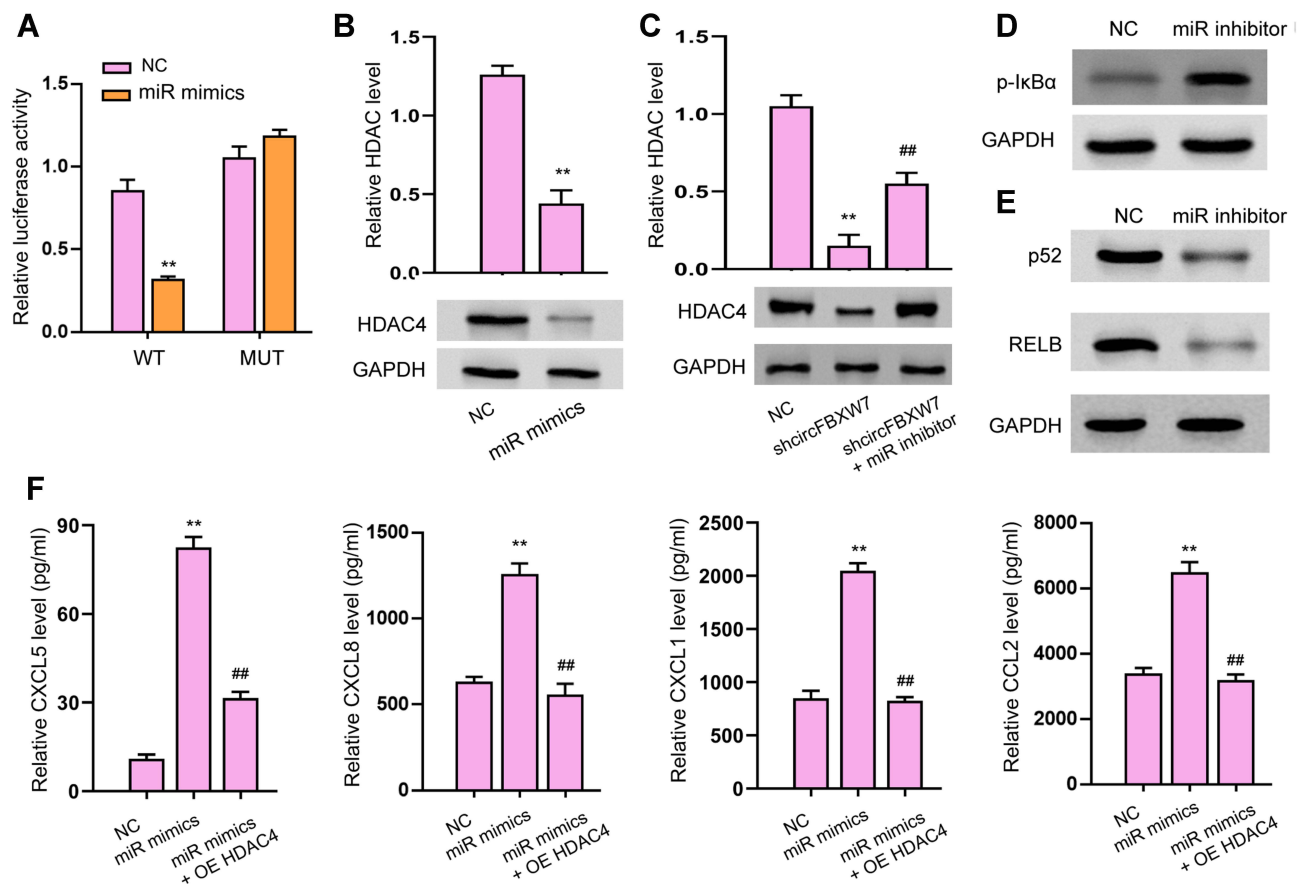 A
NC
miR mimics
Relative luciferase activity
1.5
1.0
0.5
0.0
**
WT
MUT
B
Relative HDAC level
1.5
1.0
0.5
0.0
**
HDAC4
GAPDH
NC
miR mimics
C
Relative HDAC level
1.5
1.0
0.5
0.0
**
##
HDAC4
GAPDH
NC
shcircFBXW7
shcircFBXW7
+ miR inhibitor
D
NC
miR inhibitor
p-IκBα
GAPDH
E
NC
miR inhibitor
p52
RELB
GAPDH
F
Relative CXCL5 level (pg/ml)
90
60
30
0
**
##
NC
miR mimics
miR mimics
+ OE HDAC4
Relative CXCL8 level (pg/ml)
1500
1000
500
0
**
##
NC
miR mimics
miR mimics
+ OE HDAC4
Relative CXCL1 level (pg/ml)
2500
2000
1500
1000
500
0
**
##
NC
miR mimics
miR mimics
+ OE HDAC4
Relative CCL2 level (pg/ml)
8000
6000
4000
2000
0
**
##
NC
miR mimics
miR mimics
+ OE HDAC4